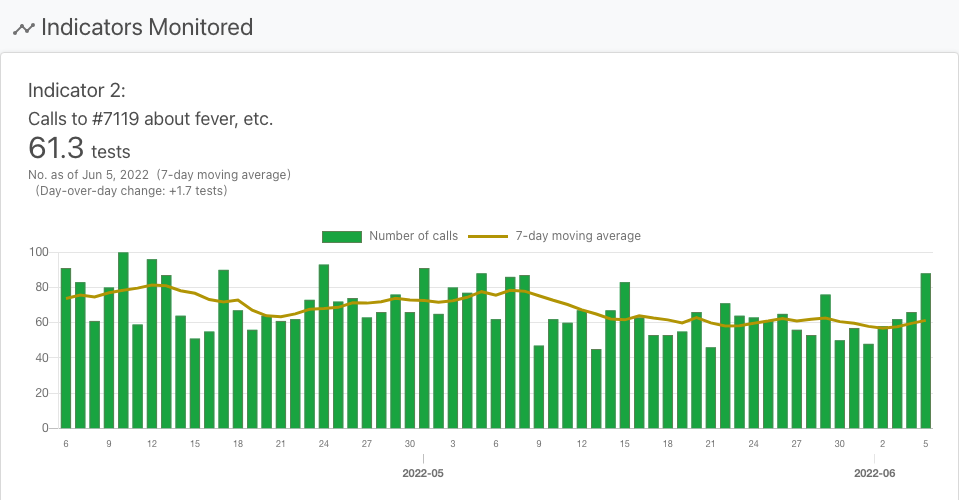 Indicators Monitored
Indicator 2:
Calls to #7119 about fever, etc.
61.3 tests
No. as of Jun 5, 2022 (7-day moving average)
(Day-over-day change: +1.7 tests)
Number of calls 7-day moving average
100
80
60
40
20
0
6 9 12 15 18 21 24 27 30 3 6 9 12 15 18 21 24 27 30 2 5
2022-05 2022-06